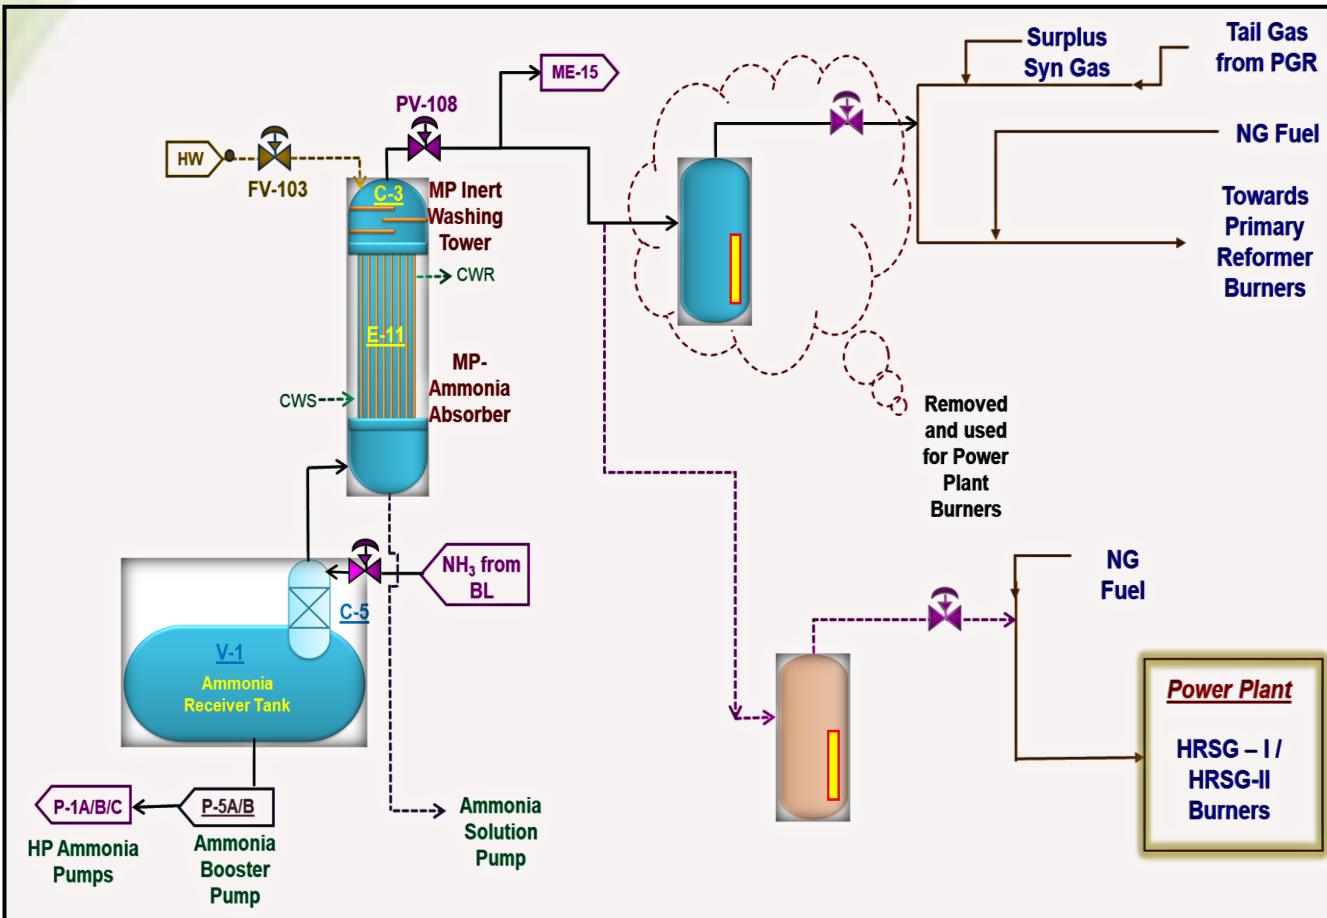 Surplus
Syn Gas
Tail Gas
from PGR
ME-15
PV-108
NG Fuel
HW
FV-103
C-3
MP Inert
Washing
Tower
Towards
Primary
Reformer
Burners
CWR
E-11
MP-
Ammonia
Absorber
CWS
Removed
and used
for Power
Plant
Burners
NH₃ from
BL
C-5
NG
Fuel
V-1
Ammonia
Receiver Tank
Power Plant
HRSG – I /
HRSG-II
Burners
P-1A/B/C
P-5A/B
HP Ammonia
Pumps
Ammonia
Booster
Pump
Ammonia
Solution
Pump